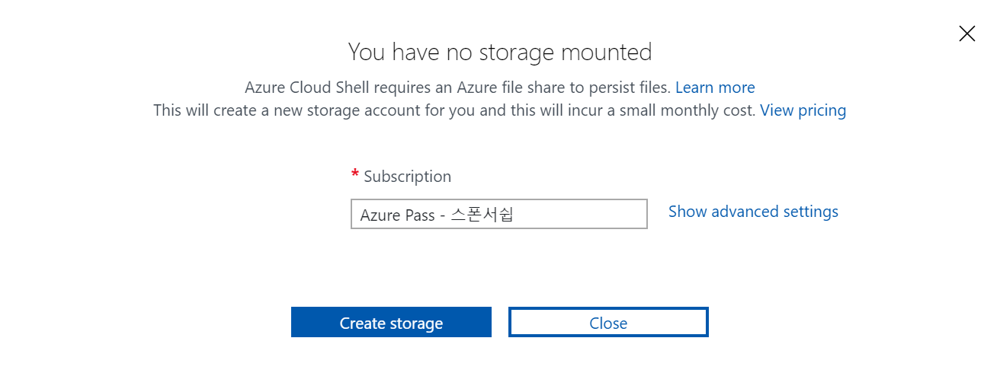 You have no storage mounted
Azure Cloud Shell requires an Azure file share to persist files. Learn more
This will create a new storage account for you and this will incur a small monthly cost. View pricing
* Subscription
Azure Pass - 스폰서쉽
Show advanced settings
Create storage
Close